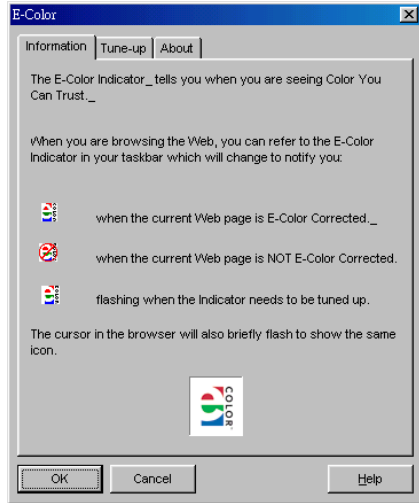 E-Color
Information Tune-up About
The E-Color Indicator_ tells you when you are seeing Color You
Can Trust._
When you are browsing the Web, you can refer to the E-Color
Indicator in your taskbar which will change to notify you:
when the current Web page is E-Color Corrected._
when the current Web page is NOT E-Color Corrected.
flashing when the Indicator needs to be tuned up.
The cursor in the browser will also briefly flash to show the same
icon.
COLOR
OK Cancel Help